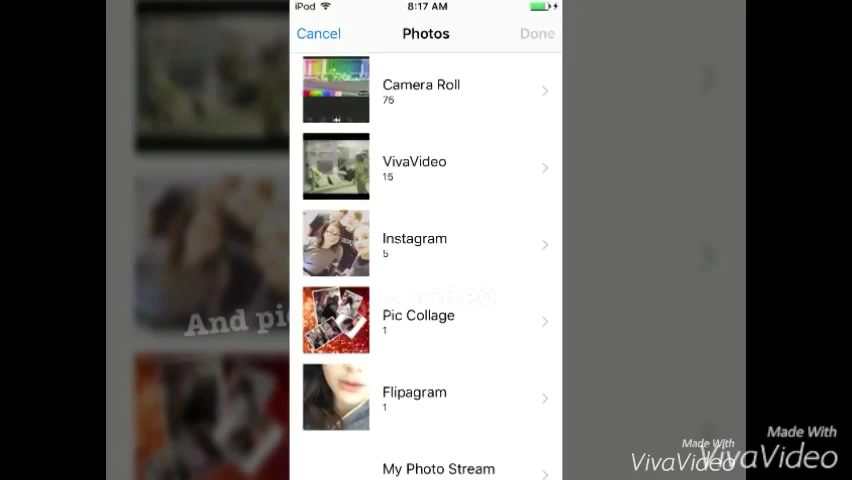 iPod 8:17 AM
Cancel Photos Done
Camera Roll
75
VivaVideo
15
Instagram
5
And pic
Pic Collage
1
Flipagram
1
My Photo Stream
Made With
VivaVideo
Made With
VivaVideo